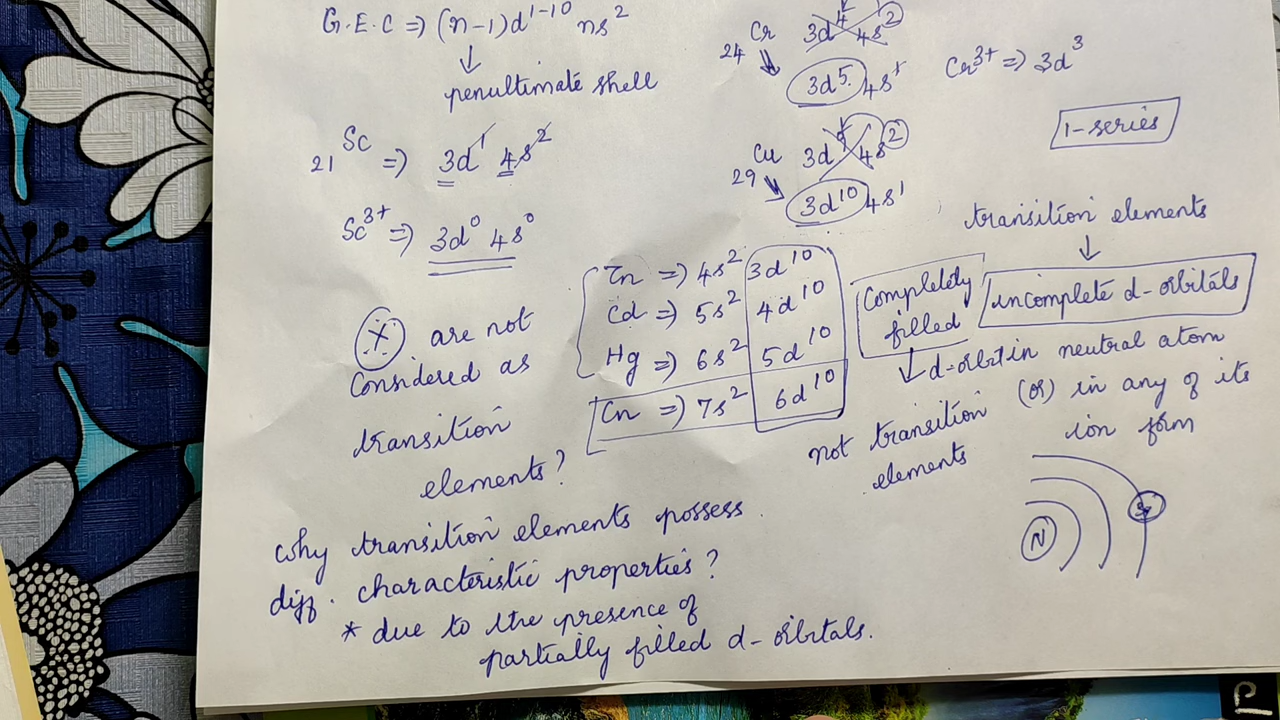 G.E.C ⇒ (n-1)d¹⁻¹⁰ ns²
↓
penultimate shell
21 Sc ⇒ 3d¹ 4s²
Sc³⁺ ⇒ 3d⁰ 4s⁰
24 Cr 3d⁴ 4s²
3d⁵ 4s¹
Cr³⁺ ⇒ 3d³
1-series
29 Cu 3d⁹ 4s²
3d¹⁰ 4s¹
Zn ⇒ 4s² 3d¹⁰
Cd ⇒ 5s² 4d¹⁰
Hg ⇒ 6s² 5d¹⁰
Cn ⇒ 7s² 6d¹⁰
are not
Considered as
transition
elements?
Completely
filled
↓
not transition
elements
transition elements
↓
incomplete d-orbitals
d-orbt in neutral atom
(or) in any of its
ion form
N
Why transition elements possess
diff. characteristic properties?
* due to the presence of
partially filled d-orbitals.